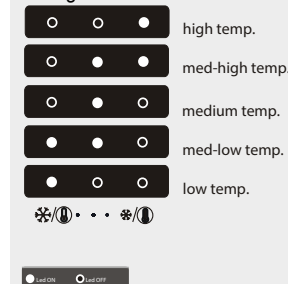 high temp.
med-high temp.
medium temp.
med-low temp.
low temp.
Led ON Led OFF